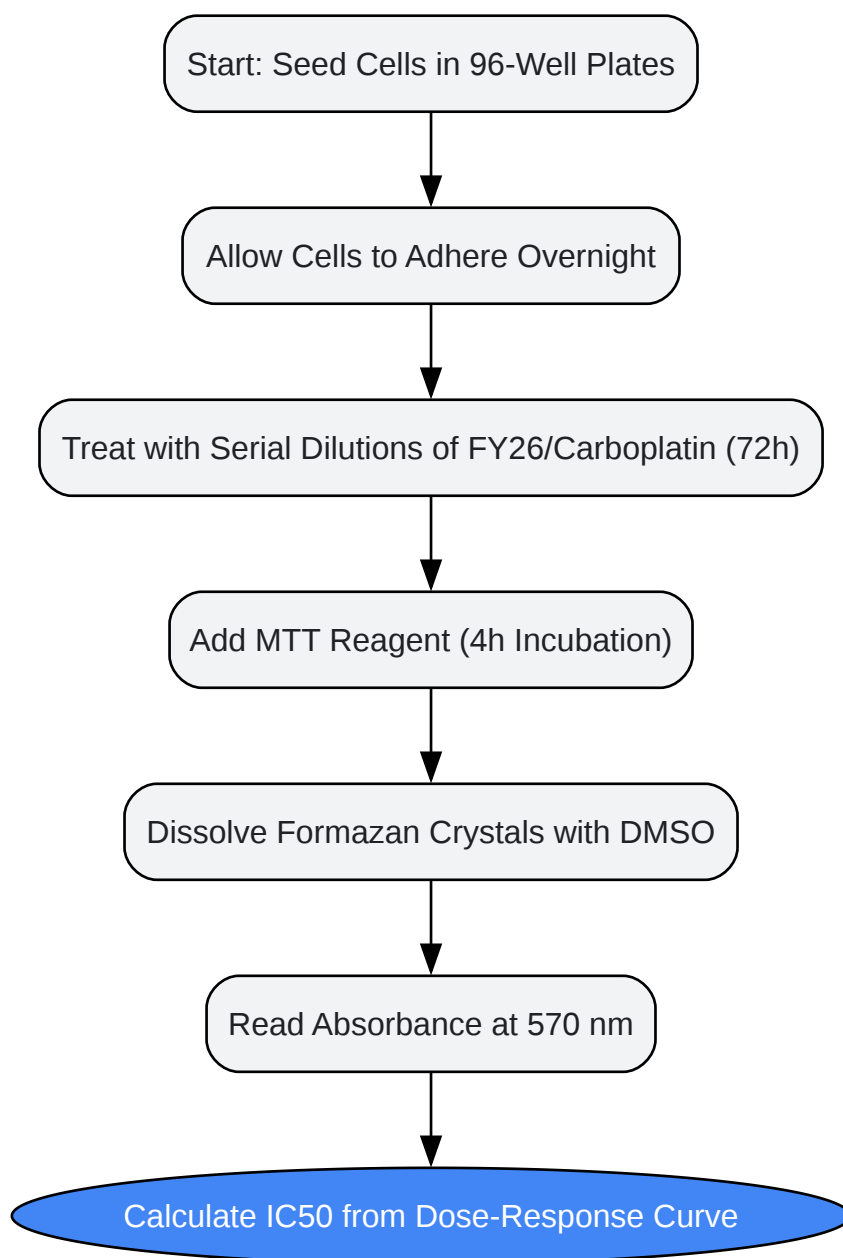 Start: Seed Cells in 96-Well Plates
Allow Cells to Adhere Overnight
Treat with Serial Dilutions of FY26/Carboplatin (72h)
Add MTT Reagent (4h Incubation)
Dissolve Formazan Crystals with DMSO
Read Absorbance at 570 nm
Calculate IC50 from Dose-Response Curve